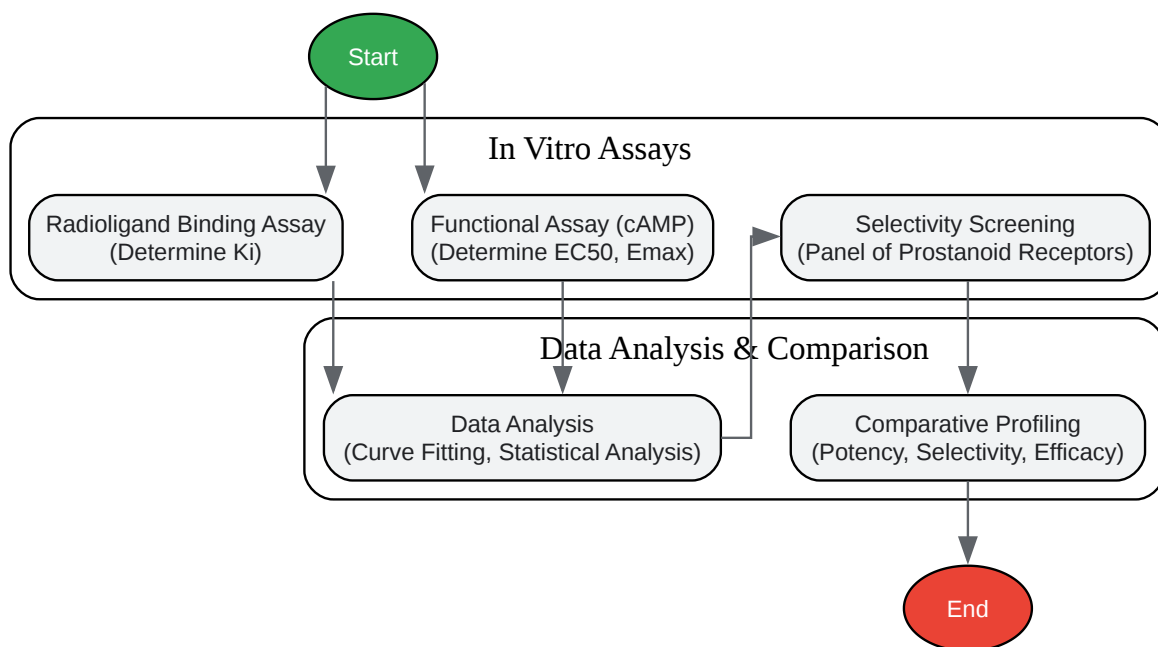 Start
In Vitro Assays
Radioligand Binding Assay
(Determine Ki)
Functional Assay (cAMP)
(Determine EC50, Emax)
Selectivity Screening
(Panel of Prostanoid Receptors)
Data Analysis & Comparison
Data Analysis
(Curve Fitting, Statistical Analysis)
Comparative Profiling
(Potency, Selectivity, Efficacy)
End